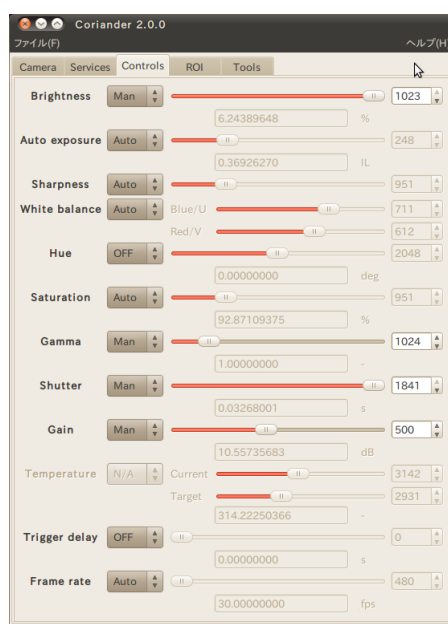 Coriander 2.0.0
ファイル(F) ヘルプ(H)
Camera Services Controls ROI Tools
Brightness Man 1023
6.24389648 %
Auto exposure Auto 248
0.36926270 lL
Sharpness Auto 951
White balance Auto Blue/U 711
Red/V 612
Hue OFF 2048
0.00000000 deg
Saturation Auto 951
92.87109375 %
Gamma Man 1024
1.00000000 -
Shutter Man 1841
0.03268001 s
Gain Man 500
10.55735683 dB
Temperature N/A Current 3142
Target 2931
314.22250366 -
Trigger delay OFF 0
0.00000000 s
Frame rate Auto 480
30.00000000 fps